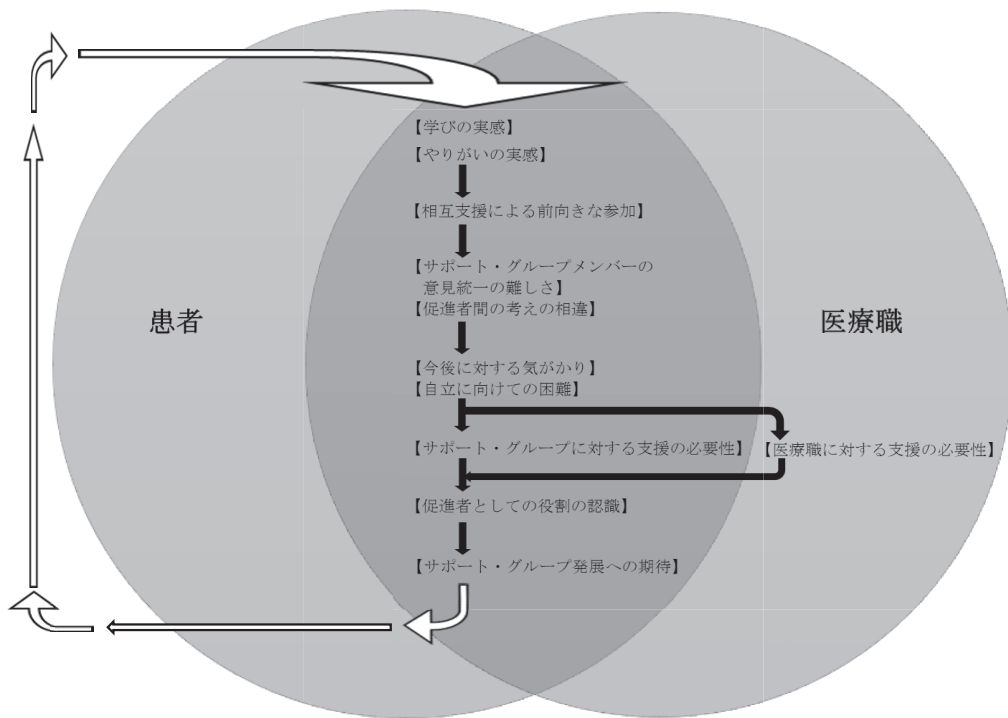 【学びの実感】
【やりがいの実感】
【相互支援による前向きな参加】
【サポート・グループメンバーの
意見統一の難しさ】
【促進者間の考えの相違】
患者
医療職
【今後に対する気がかり】
【自立に向けての困難】
【サポート・グループに対する支援の必要性】
【医療職に対する支援の必要性】
【促進者としての役割の認識】
【サポート・グループ発展への期待】